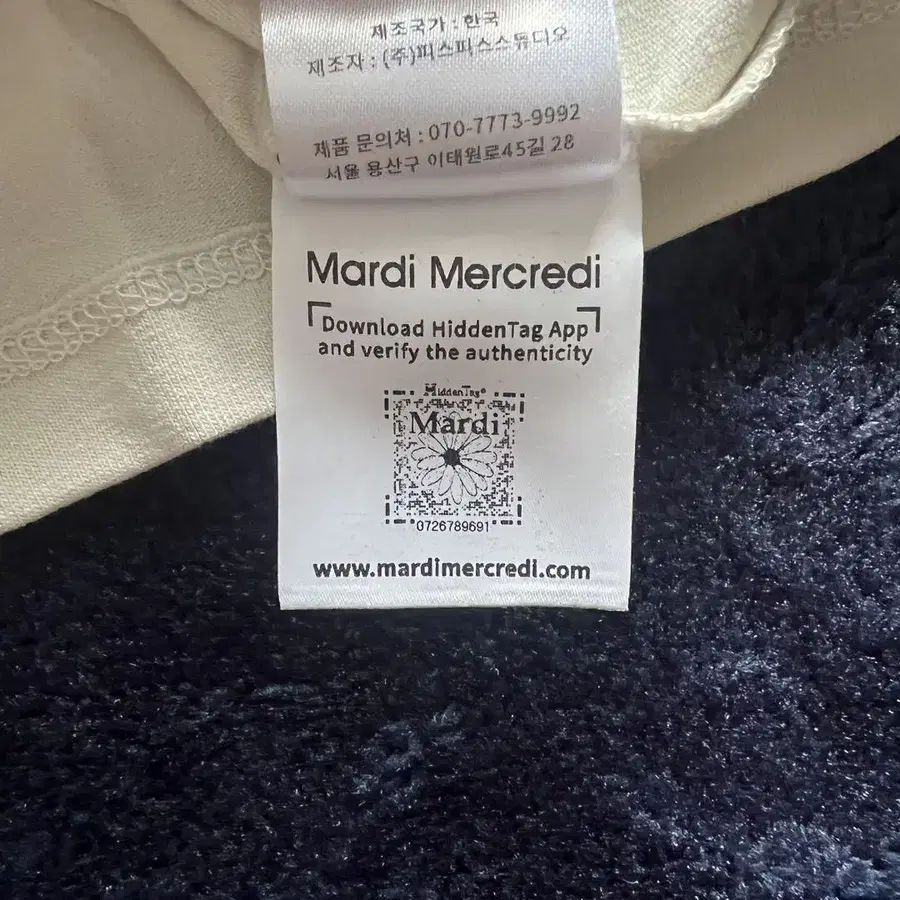 제조국가 : 한국
제조자 : (주)피스피스스튜디오
제품 문의처 : 070-7773-9992
서울 용산구 이태원로45길 28
Mardi Mercredi
Download HiddenTag App
and verify the authenticity
HiddenTag®
Mardi
0726789691
www.mardimercredi.com